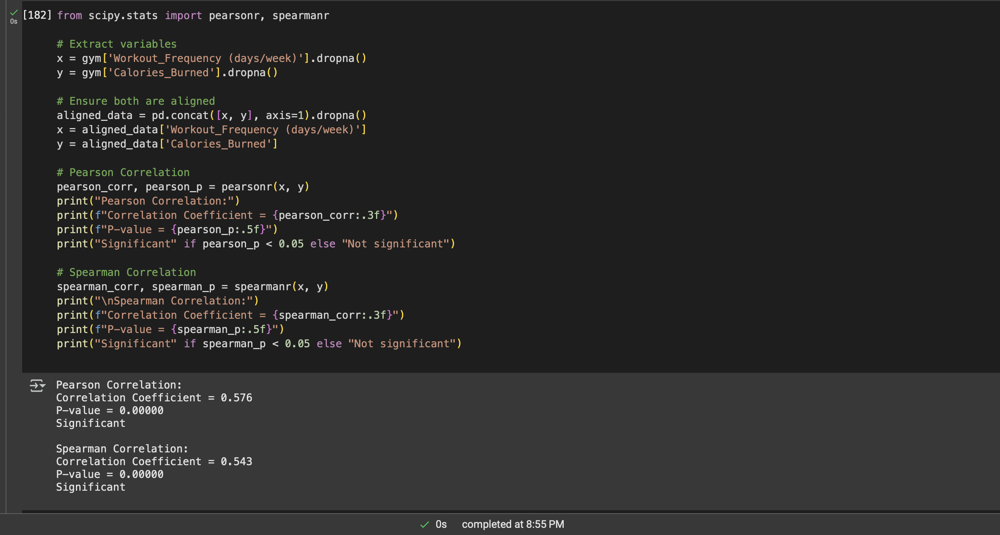 [182] from scipy.stats import pearsonr, spearmanr
0s
# Extract variables
x = gym['Workout_Frequency (days/week)'].dropna()
y = gym['Calories_Burned'].dropna()
# Ensure both are aligned
aligned_data = pd.concat([x, y], axis=1).dropna()
x = aligned_data['Workout_Frequency (days/week)']
y = aligned_data['Calories_Burned']
# Pearson Correlation
pearson_corr, pearson_p = pearsonr(x, y)
print("Pearson Correlation:")
print(f"Correlation Coefficient = {pearson_corr:.3f}")
print(f"P-value = {pearson_p:.5f}")
print("Significant" if pearson_p < 0.05 else "Not significant")
# Spearman Correlation
spearman_corr, spearman_p = spearmanr(x, y)
print("\nSpearman Correlation:")
print(f"Correlation Coefficient = {spearman_corr:.3f}")
print(f"P-value = {spearman_p:.5f}")
print("Significant" if spearman_p < 0.05 else "Not significant")
Pearson Correlation:
Correlation Coefficient = 0.576
P-value = 0.00000
Significant
Spearman Correlation:
Correlation Coefficient = 0.543
P-value = 0.00000
Significant
0s completed at 8:55 PM